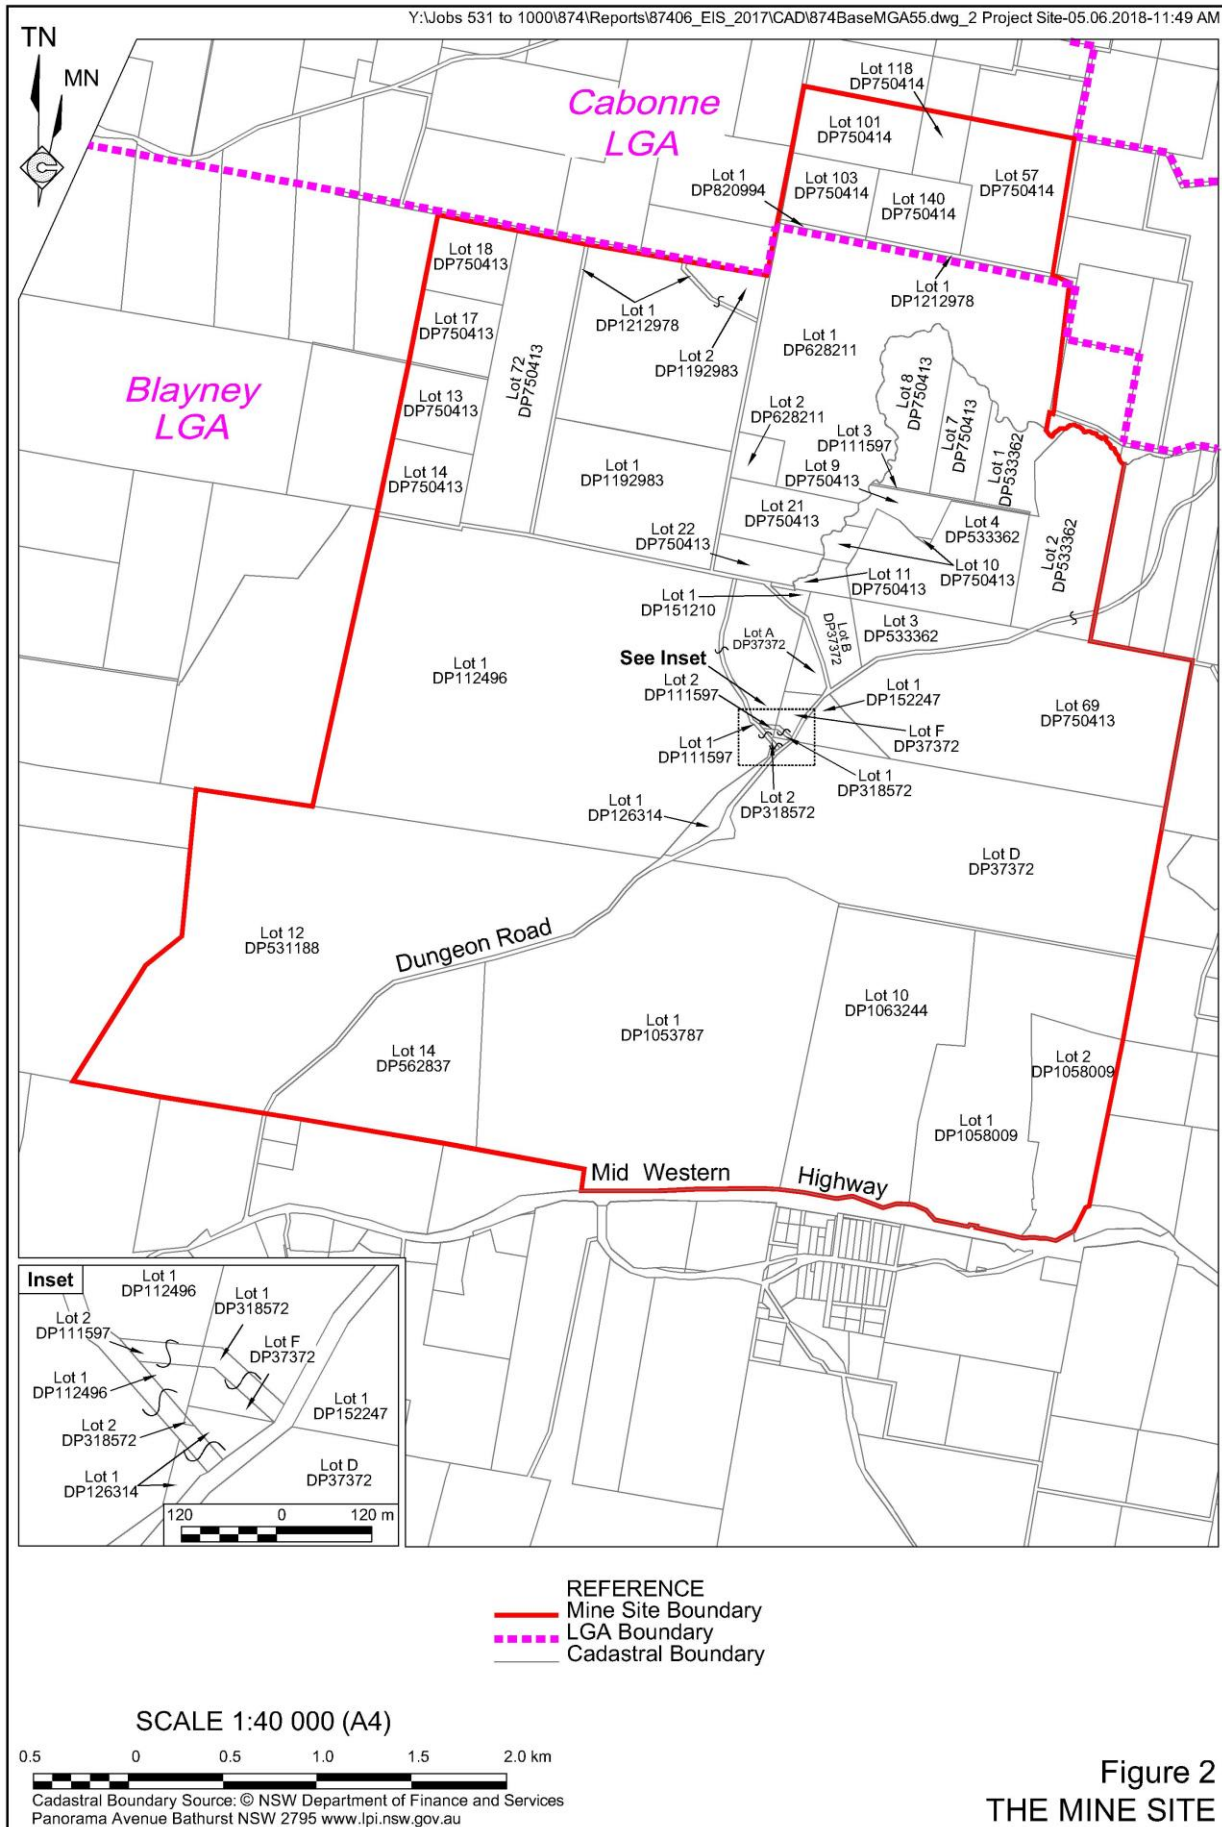 Y:\Jobs 531 to 1000\874\Reports\87406_EIS_2017\CAD\874BaseMGA55.dwg_2 Project Site-05.06.2018-11:49 AM
TN
MN
Cabonne
LGA
Lot 118
DP750414
Lot 101
DP750414
Lot 1
DP820994
Lot 103
DP750414
Lot 140
DP750414
Lot 57
DP750414
Lot 18
DP750413
Lot 1
DP1212978
Lot 1
DP1212978
Lot 17
DP750413
Lot 72
DP750413
Lot 2
DP1192983
Lot 1
DP628211
Blayney
LGA
Lot 13
DP750413
Lot 2
DP628211
Lot 8
DP750413
Lot 7
DP750413
Lot 1
DP533362
Lot 3
DP111597
Lot 14
DP750413
Lot 1
DP1192983
Lot 9
DP750413
Lot 21
DP750413
Lot 4
DP533362
Lot 2
DP533362
Lot 22
DP750413
Lot 10
DP750413
Lot 11
DP750413
Lot 1
DP151210
Lot A
DP37372
Lot B
DP37372
Lot 3
DP533362
See Inset
Lot 1
DP112496
Lot 2
DP111597
Lot 1
DP152247
Lot 69
DP750413
Lot F
DP37372
Lot 1
DP111597
Lot 1
DP318572
Lot 2
DP318572
Lot 1
DP126314
Lot D
DP37372
Lot 12
DP531188
Dungeon Road
Lot 10
DP1063244
Lot 1
DP1053787
Lot 14
DP562837
Lot 2
DP1058009
Lot 1
DP1058009
Mid Western Highway
Inset
Lot 1
DP112496
Lot 1
DP318572
Lot 2
DP111597
Lot F
DP37372
Lot 1
DP112496
Lot 1
DP152247
Lot 2
DP318572
Lot D
DP37372
Lot 1
DP126314
120 0 120 m
REFERENCE
Mine Site Boundary
LGA Boundary
Cadastral Boundary
SCALE 1:40 000 (A4)
0.5 0 0.5 1.0 1.5 2.0 km
Cadastral Boundary Source: © NSW Department of Finance and Services
Panorama Avenue Bathurst NSW 2795 www.lpi.nsw.gov.au
Figure 2
THE MINE SITE